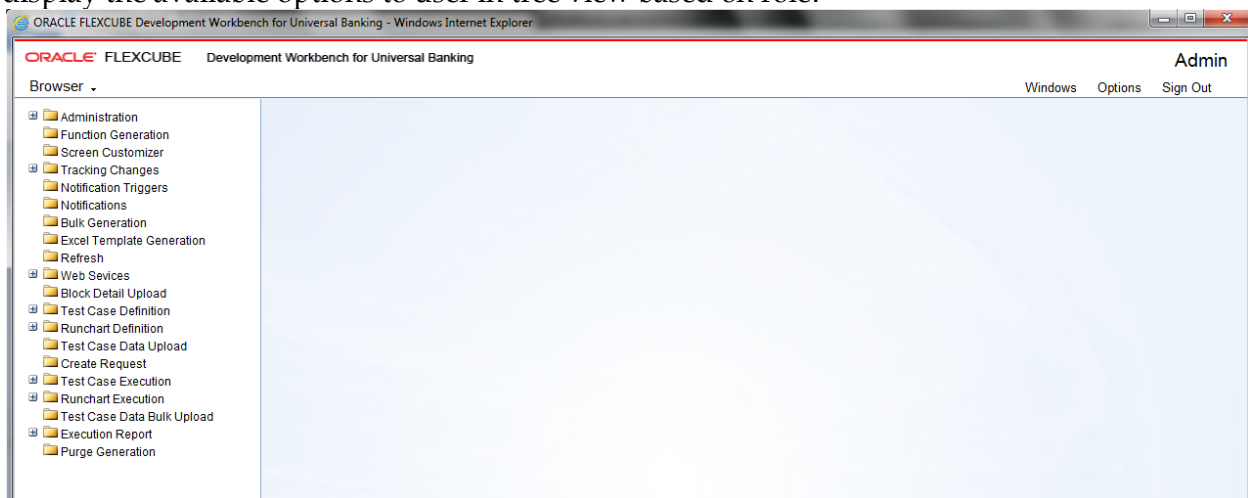 display the available options to user in tree view based on role.
ORACLE FLEXCUBE Development Workbench for Universal Banking - Windows Internet Explorer
ORACLE FLEXCUBE Development Workbench for Universal Banking
Admin
Browser
Windows Options Sign Out
Administration
Function Generation
Screen Customizer
Tracking Changes
Notification Triggers
Notifications
Bulk Generation
Excel Template Generation
Refresh
Web Sevices
Block Detail Upload
Test Case Definition
Runchart Definition
Test Case Data Upload
Create Request
Test Case Execution
Runchart Execution
Test Case Data Bulk Upload
Execution Report
Purge Generation